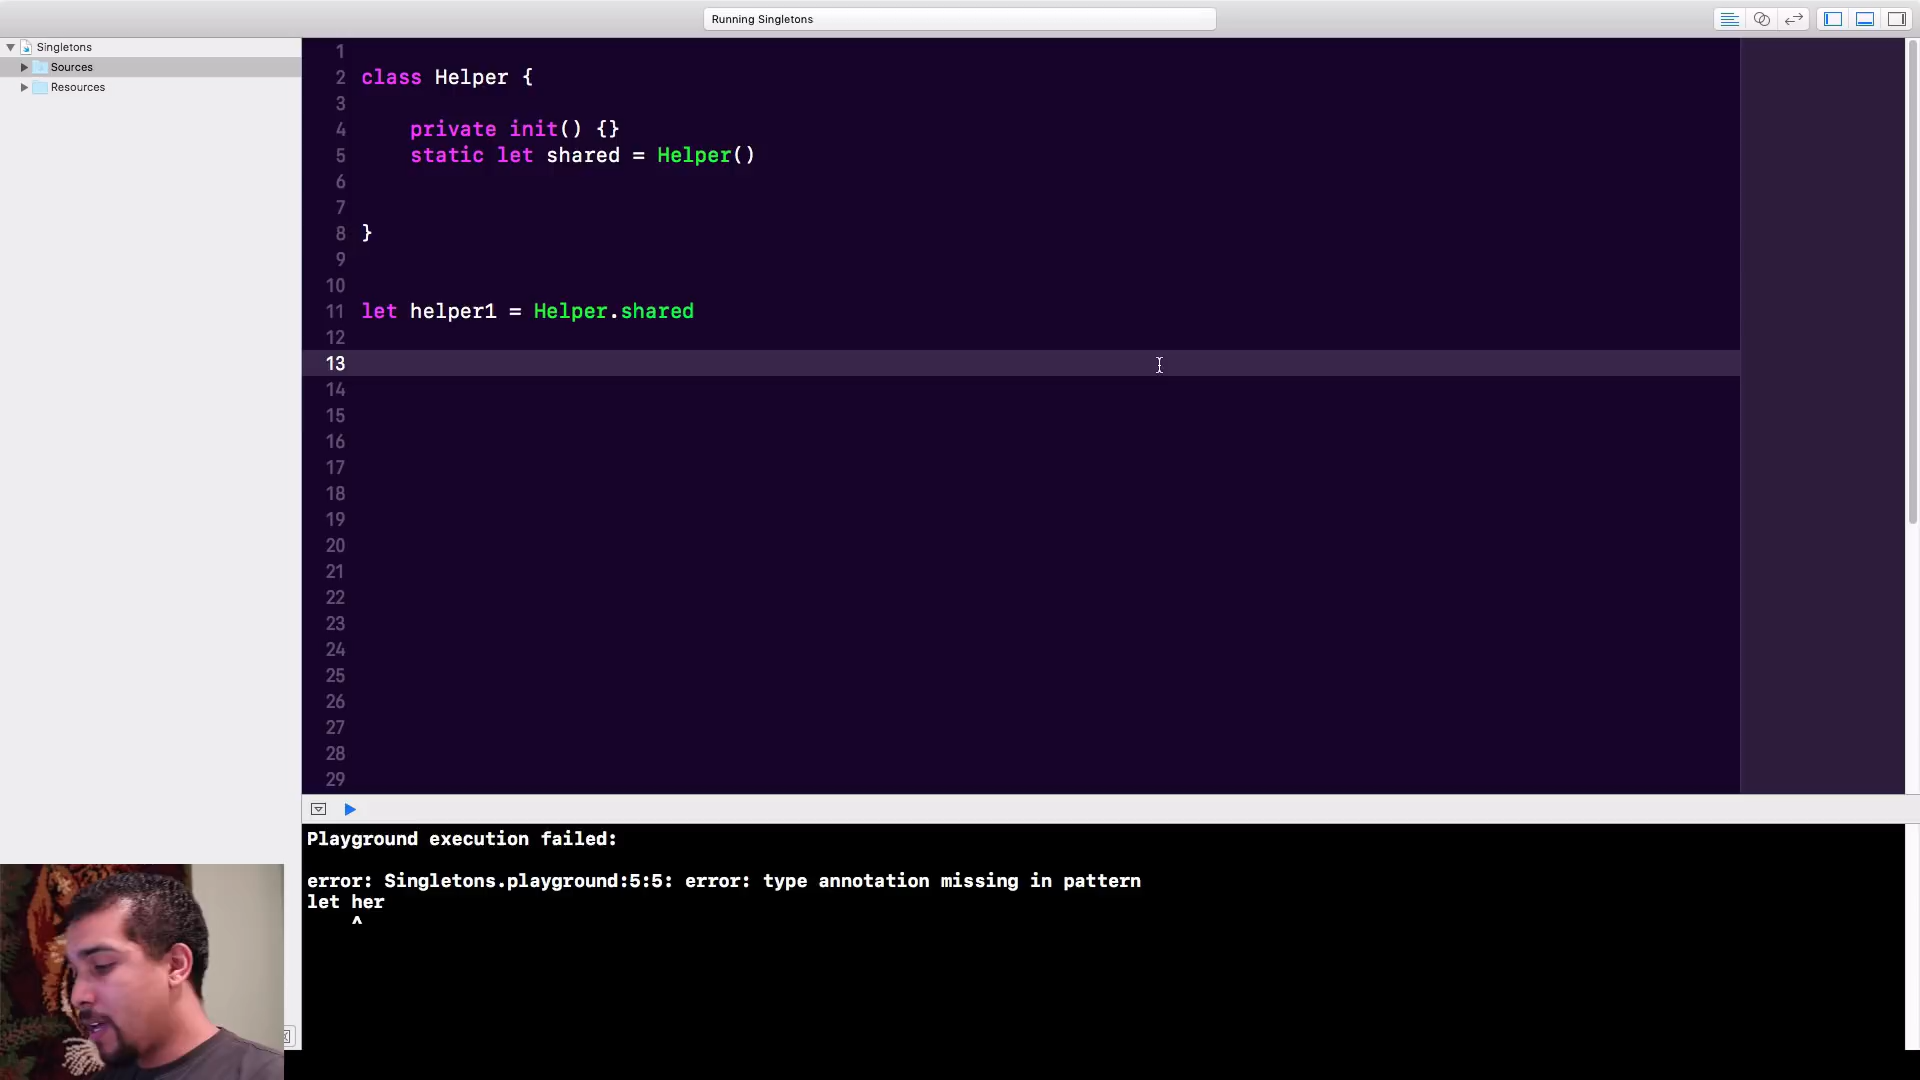 Running Singletons
Singletons
Sources
Resources
1
2 class Helper {
3
4 private init() {}
5 static let shared = Helper()
6
7
8 }
9
10
11 let helper1 = Helper.shared
12
13
14
15
16
17
18
19
20
21
22
23
24
25
26
27
28
29
Playground execution failed:
error: Singletons.playground:5:5: error: type annotation missing in pattern
let her
^